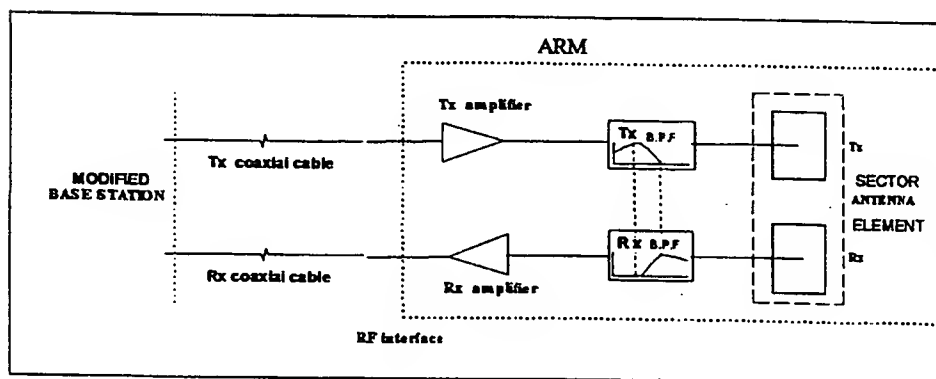 ARM
Tx amplifier
Tx B.P.F
Tx
Tx coaxial cable
MODIFIED
BASE STATION
SECTOR
ANTENNA
ELEMENT
Rx B.P.F
Rx
Rx coaxial cable
Rx amplifier
RF interface